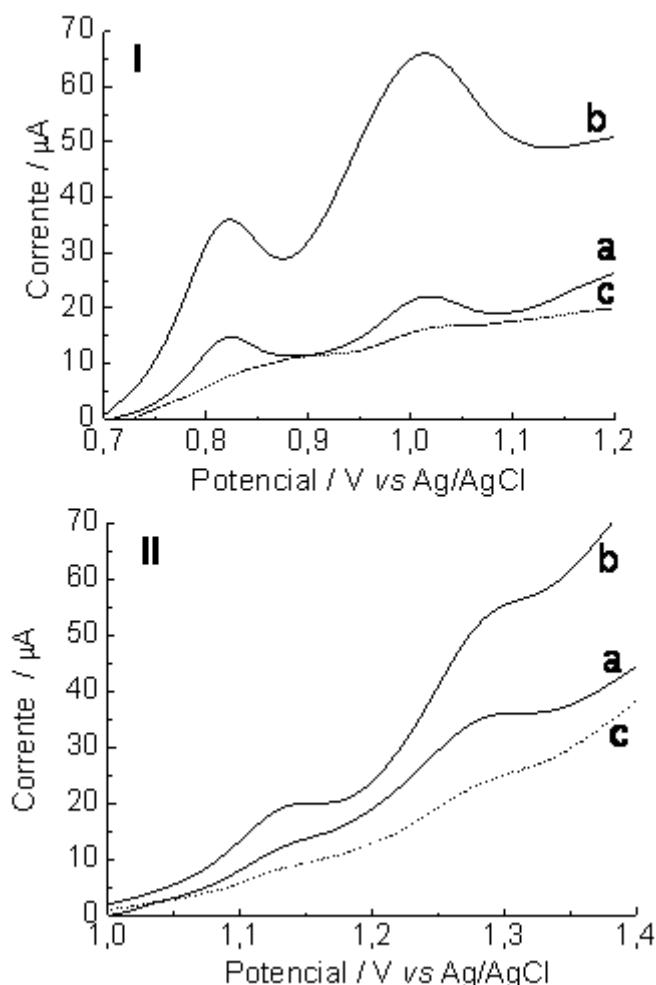 70
I
60
b
50
Corrente / µA
40
30
a
c
20
10
0
0,7 0,8 0,9 1,0 1,1 1,2
Potencial / V vs Ag/AgCl
70
II
b
60
50
Corrente / µA
a
40
c
30
20
10
0
1,0 1,1 1,2 1,3 1,4
Potencial / V vs Ag/AgCl